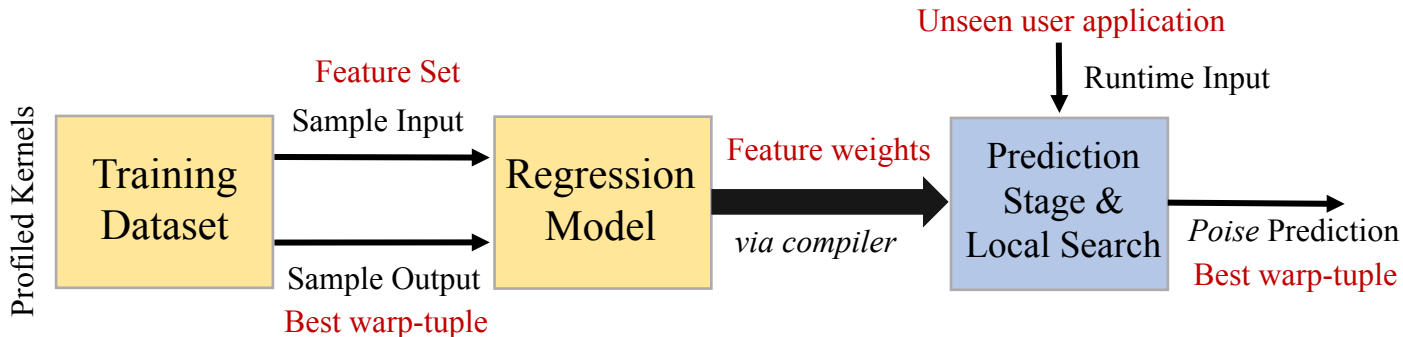 Profiled Kernels
Training
Dataset
Feature Set
Sample Input
Sample Output
Best warp-tuple
Regression
Model
Feature weights
via compiler
Unseen user application
Runtime Input
Prediction
Stage &
Local Search
Poise Prediction
Best warp-tuple